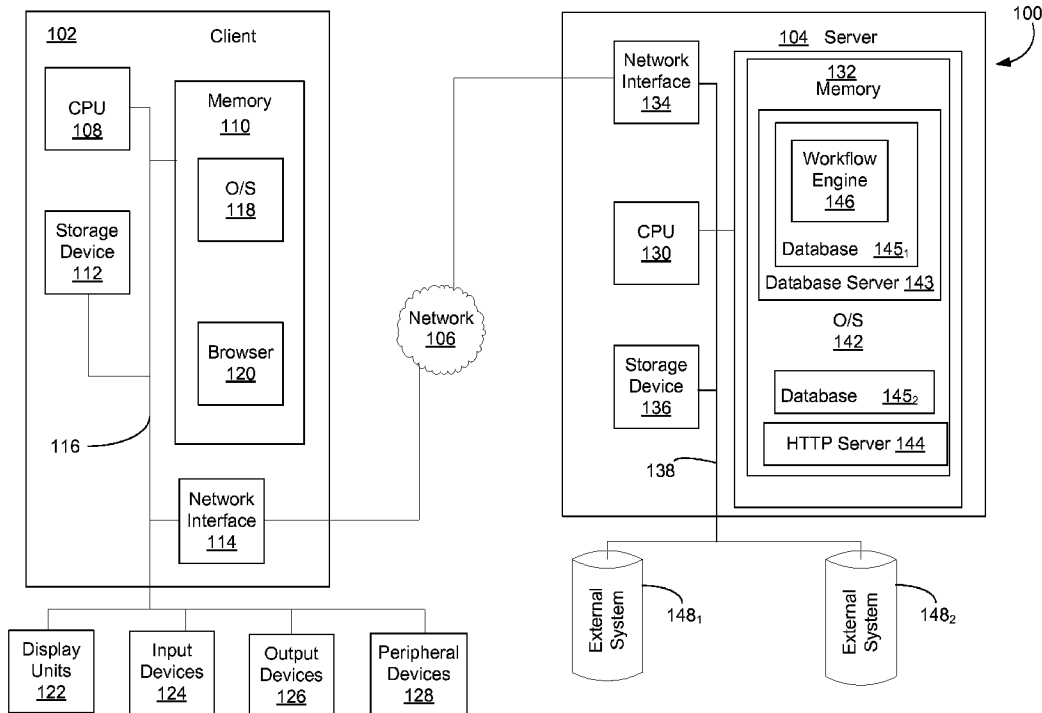 100
102 Client
CPU
108
Memory
110
O/S
118
Storage
Device
112
Browser
120
116
Network
Interface
114
Display
Units
122
Input
Devices
124
Output
Devices
126
Peripheral
Devices
128
Network
106
104 Server
Network
Interface
134
CPU
130
Storage
Device
136
138
132
Memory
Workflow
Engine
146
Database 145₁
Database Server 143
O/S
142
Database 145₂
HTTP Server 144
External
System
148₁
External
System
148₂